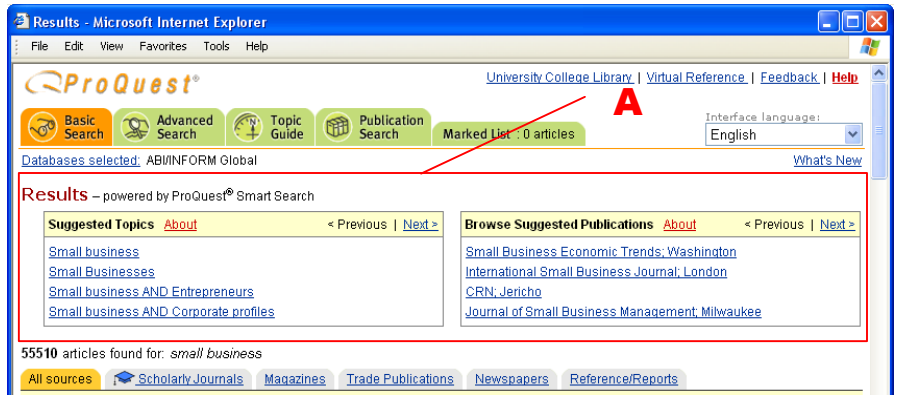 Results - Microsoft Internet Explorer
File Edit View Favorites Tools Help
ProQuest®
University College Library | Virtual Reference | Feedback | Help
A
Basic Search
Advanced Search
Topic Guide
Publication Search
Marked List : 0 articles
Interface language:
English
Databases selected: ABI/INFORM Global
What's New
Results – powered by ProQuest® Smart Search
Suggested Topics About < Previous | Next >
Small business
Small Businesses
Small business AND Entrepreneurs
Small business AND Corporate profiles
Browse Suggested Publications About < Previous | Next >
Small Business Economic Trends; Washington
International Small Business Journal; London
CRN; Jericho
Journal of Small Business Management; Milwaukee
55510 articles found for: small business
All sources Scholarly Journals Magazines Trade Publications Newspapers Reference/Reports